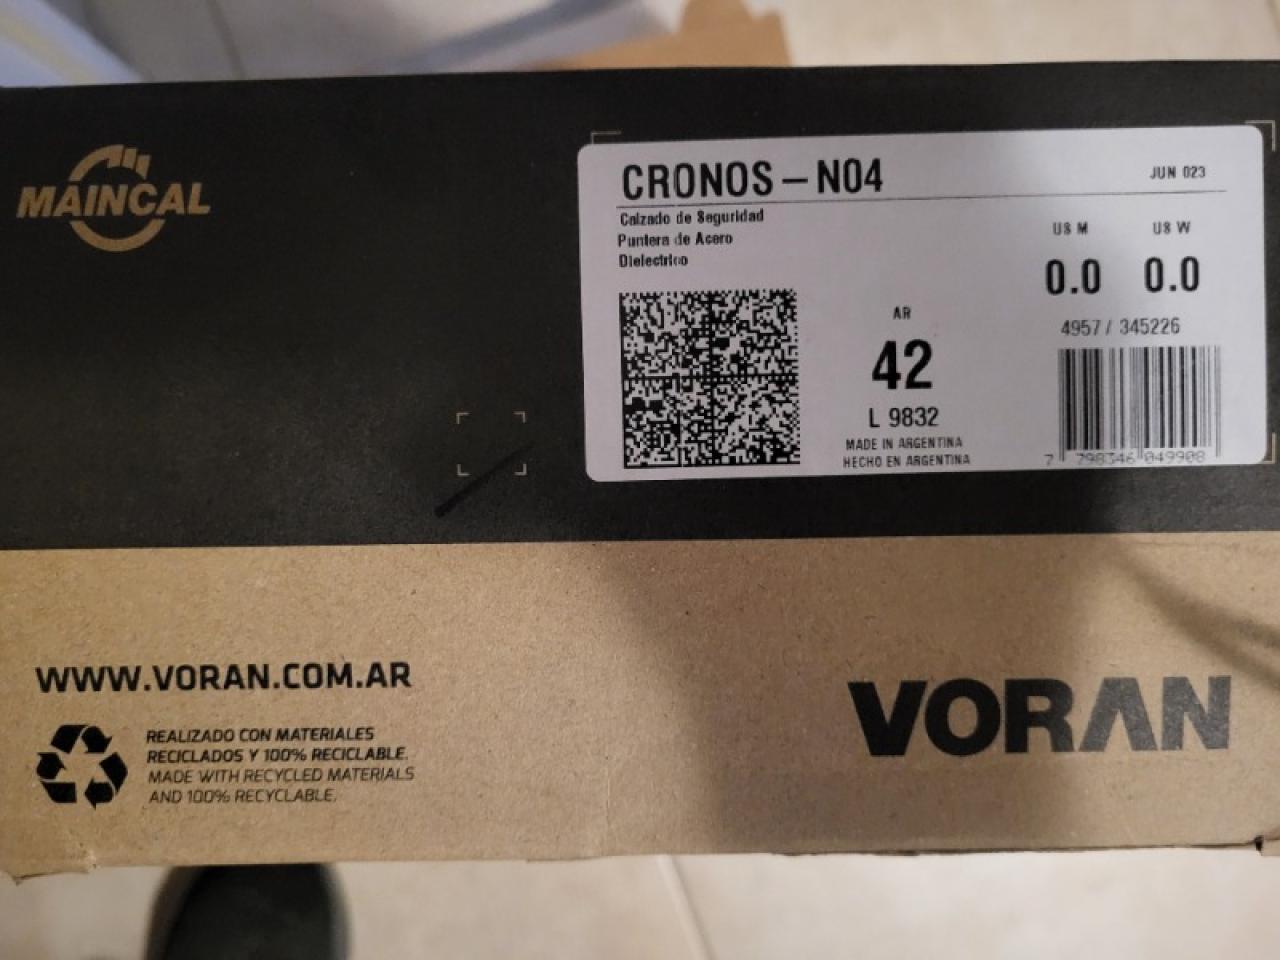 MAINCAL
CRONOS – N04
JUN 023
Calzado de Seguridad
Puntera de Acero
Dielectrico
US M US W
0.0 0.0
4957 / 345226
AR
42
L 9832
MADE IN ARGENTINA
HECHO EN ARGENTINA
7 798346 049908
WWW.VORAN.COM.AR
REALIZADO CON MATERIALES
RECICLADOS Y 100% RECICLABLE.
MADE WITH RECYCLED MATERIALS
AND 100% RECYCLABLE.
VORAN